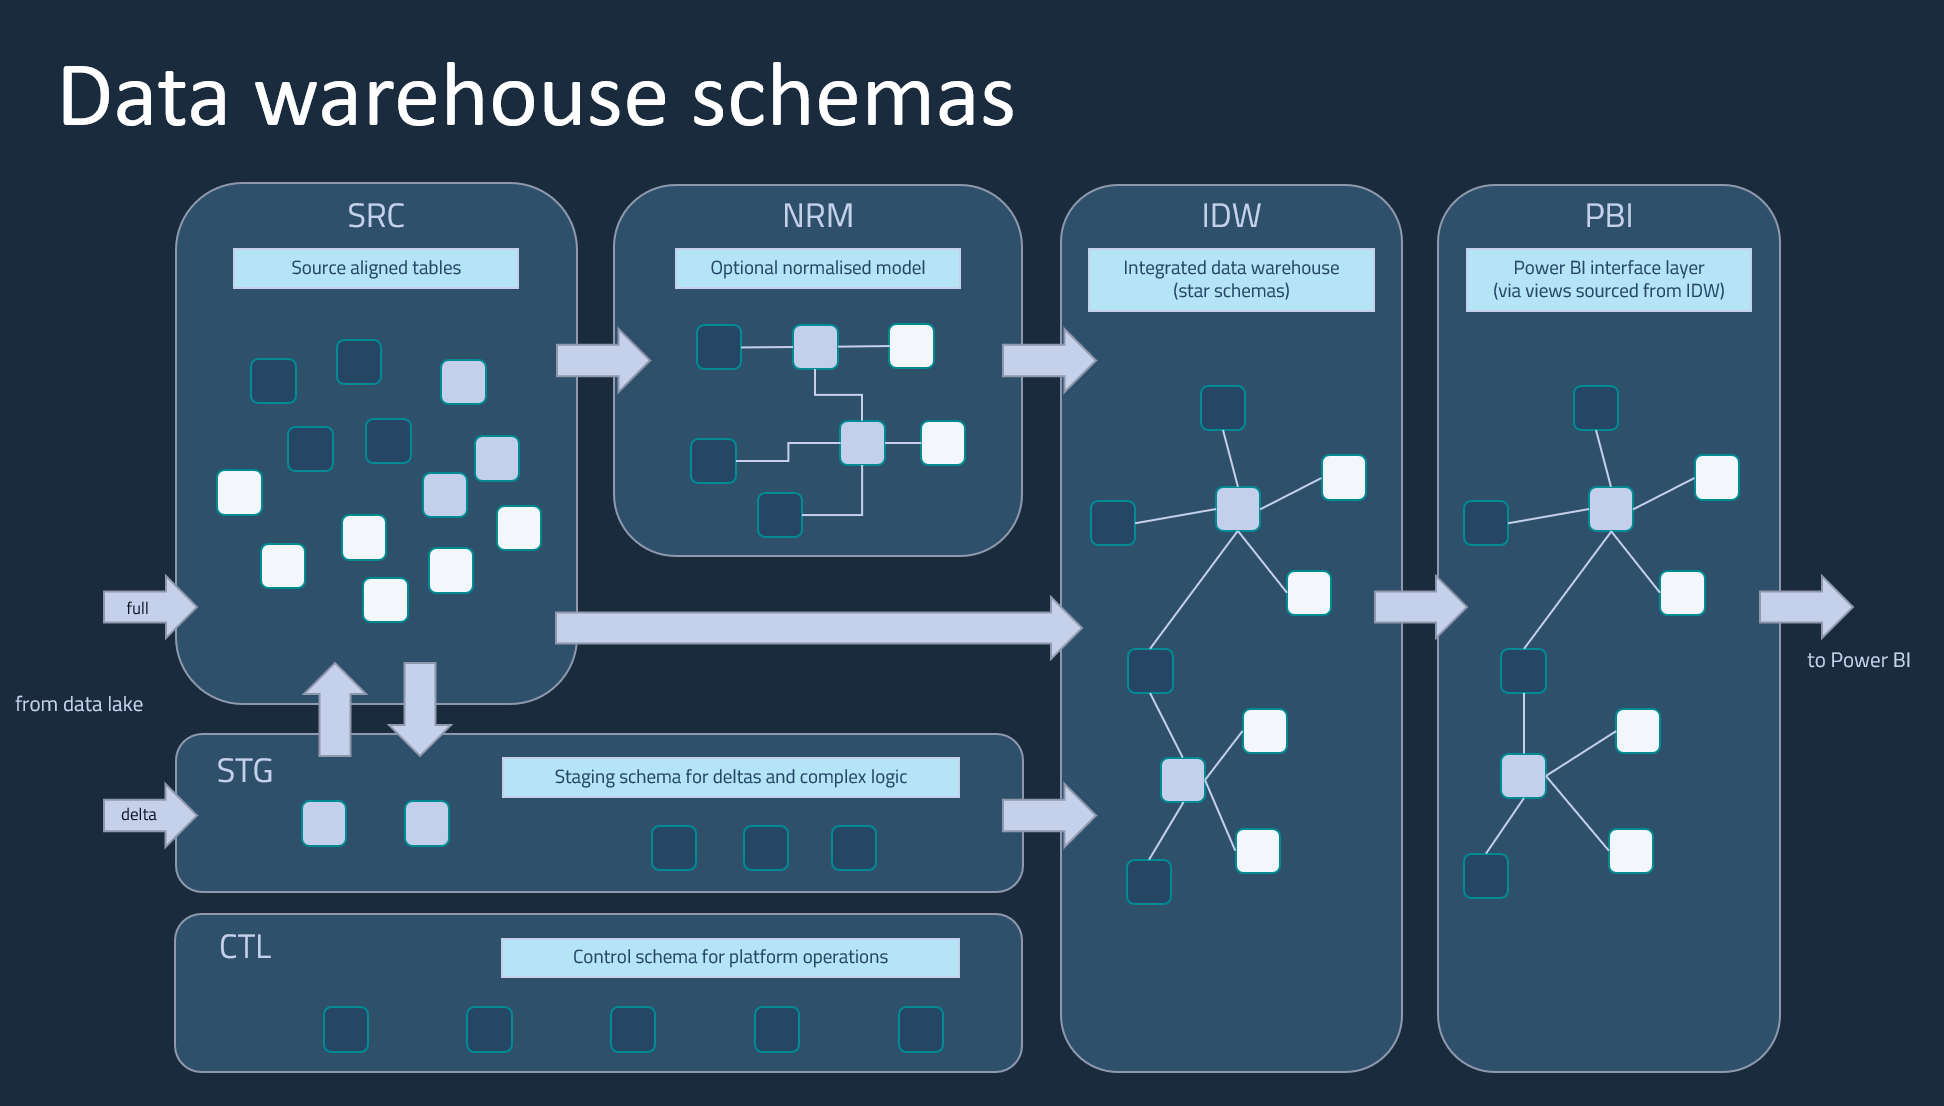 Data warehouse schemas
SRC
Source aligned tables
NRM
Optional normalised model
IDW
Integrated data warehouse
(star schemas)
PBI
Power BI interface layer
(via views sourced from IDW)
full
from data lake
delta
to Power BI
STG
Staging schema for deltas and complex logic
CTL
Control schema for platform operations